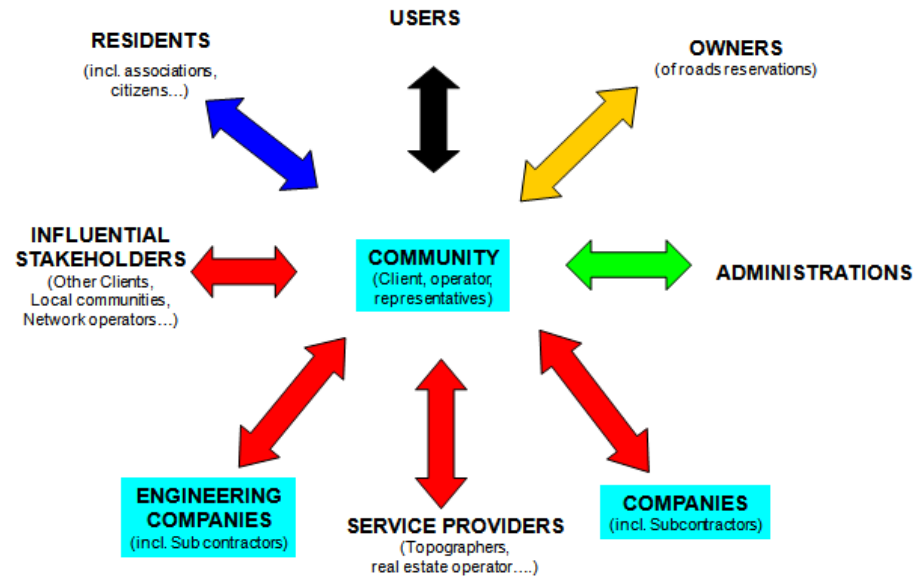 USERS
RESIDENTS
(incl. associations,
citizens...)
OWNERS
(of roads reservations)
INFLUENTIAL
STAKEHOLDERS
(Other Clients,
Local communities,
Network operators...)
COMMUNITY
(Client, operator,
representatives)
ADMINISTRATIONS
ENGINEERING
COMPANIES
(incl. Sub contractors)
SERVICE PROVIDERS
(Topographers,
real estate operator....)
COMPANIES
(incl. Subcontractors)